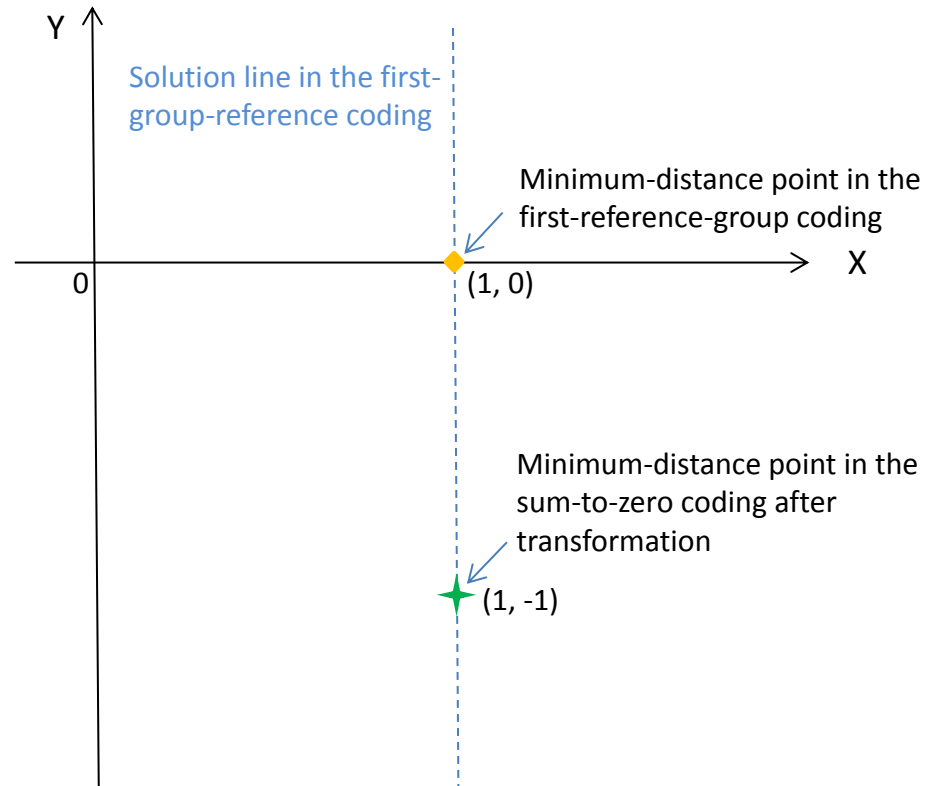 Y
Solution line in the first-
group-reference coding
Minimum-distance point in the
first-reference-group coding
X
0
(1, 0)
Minimum-distance point in the
sum-to-zero coding after
transformation
(1, -1)